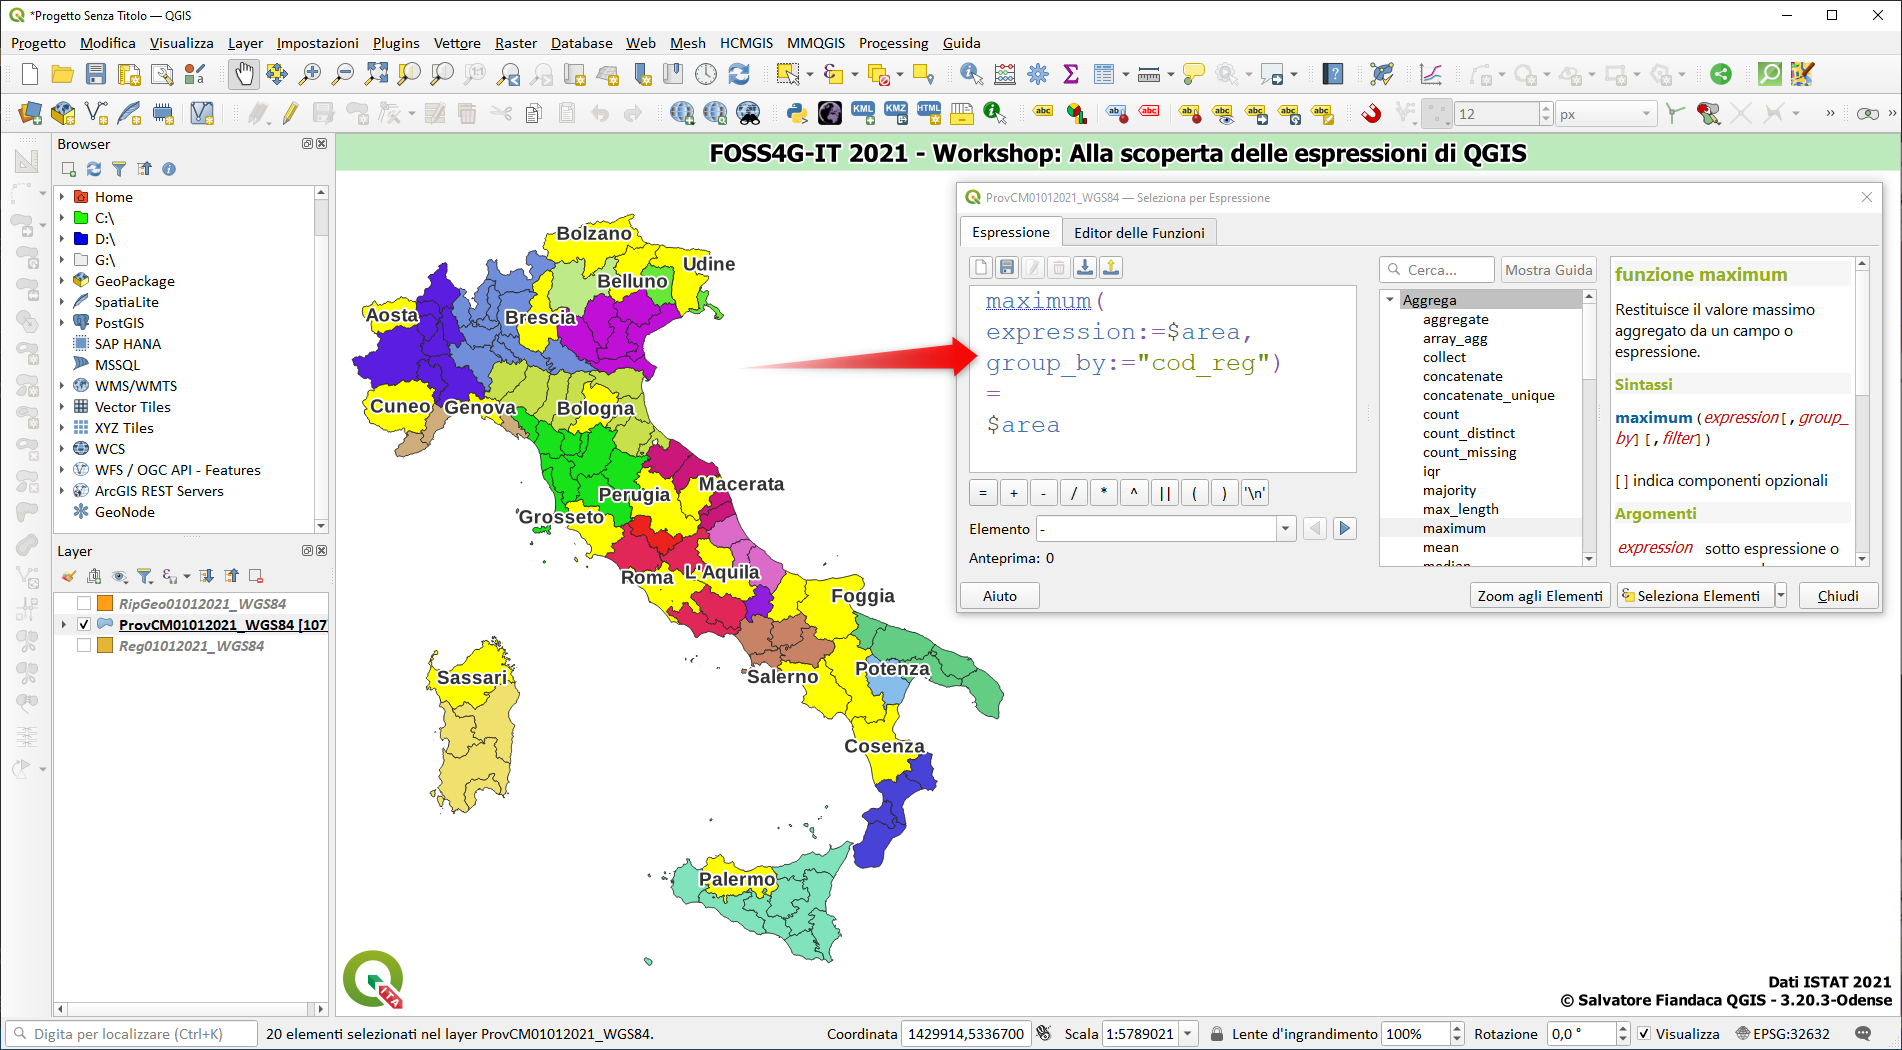 *Progetto Senza Titolo — QGIS
Progetto Modifica Visualizza Layer Impostazioni Plugins Vettore Raster Database Web Mesh HCMGIS MMQGIS Processing Guida
12 px
Browser
Home
C:\
D:\
G:\
GeoPackage
SpatiaLite
PostGIS
SAP HANA
MSSQL
WMS/WMTS
Vector Tiles
XYZ Tiles
WCS
WFS / OGC API - Features
ArcGIS REST Servers
GeoNode
Layer
RipGeo01012021_WGS84
ProvCM01012021_WGS84 [107
Reg01012021_WGS84
FOSS4G-IT 2021 - Workshop: Alla scoperta delle espressioni di QGIS
Bolzano
Udine
Belluno
Aosta
Brescia
Cuneo
Genova
Bologna
Macerata
Perugia
Grosseto
Roma
L'Aquila
Foggia
Potenza
Salerno
Sassari
Cosenza
Palermo
ITA
ProvCM01012021_WGS84 — Seleziona per Espressione
Espressione Editor delle Funzioni
maximum(
expression:=$area,
group_by:="cod_reg")
=
$area
= + - / * ^ || ( ) '\n'
Elemento -
Anteprima: 0
Cerca... Mostra Guida
Aggrega
aggregate
array_agg
collect
concatenate
concatenate_unique
count
count_distinct
count_missing
iqr
majority
max_length
maximum
mean
median
funzione maximum
Restituisce il valore massimo
aggregato da un campo o
espressione.
Sintassi
maximum(expression[,group_
by][,filter])
[ ] indica componenti opzionali
Argomenti
expression sotto espressione o
Aiuto Zoom agli Elementi Seleziona Elementi Chiudi
Dati ISTAT 2021
© Salvatore Fiandaca QGIS - 3.20.3-Odense
Digita per localizzare (Ctrl+K) 20 elementi selezionati nel layer ProvCM01012021_WGS84. Coordinata 1429914,5336700 Scala 1:5789021 Lente d'ingrandimento 100% Rotazione 0,0 ° Visualizza EPSG:32632